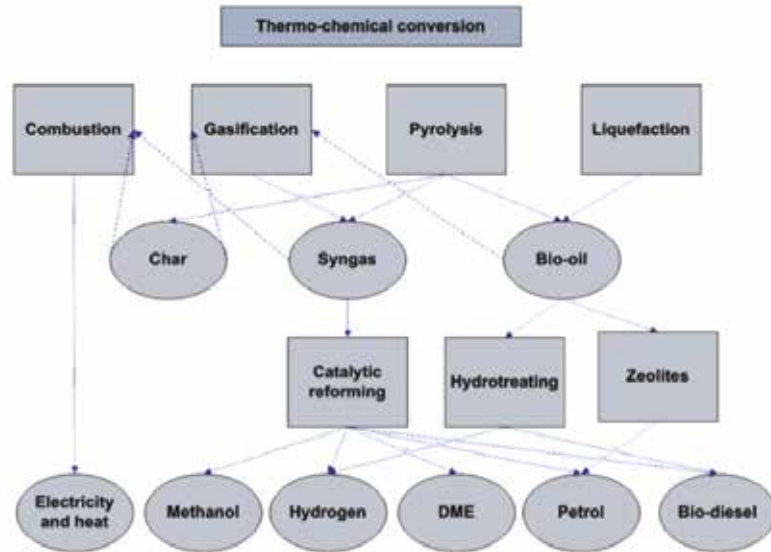 Thermo-chemical conversion
Combustion
Gasification
Pyrolysis
Liquefaction
Char
Syngas
Bio-oil
Catalytic
reforming
Hydrotreating
Zeolites
Electricity
and heat
Methanol
Hydrogen
DME
Petrol
Bio-diesel